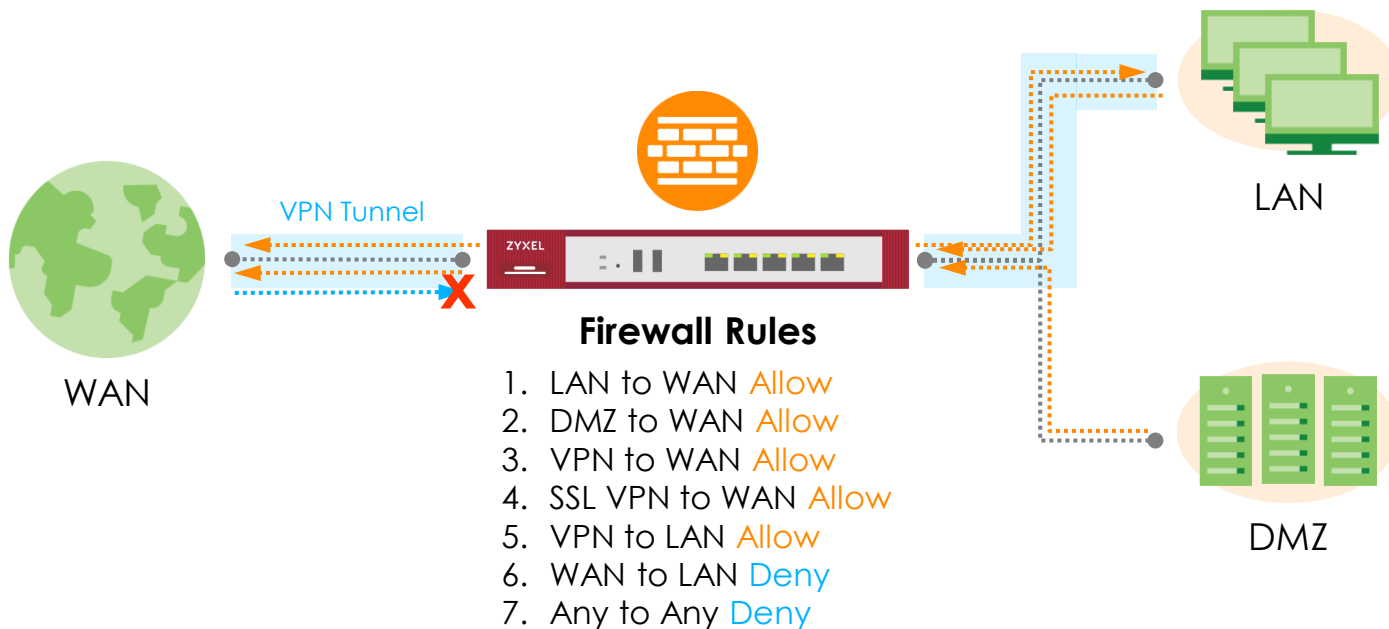 VPN Tunnel
ZYXEL
LAN
WAN
Firewall Rules
1. LAN to WAN Allow
2. DMZ to WAN Allow
3. VPN to WAN Allow
4. SSL VPN to WAN Allow
5. VPN to LAN Allow
6. WAN to LAN Deny
7. Any to Any Deny
DMZ